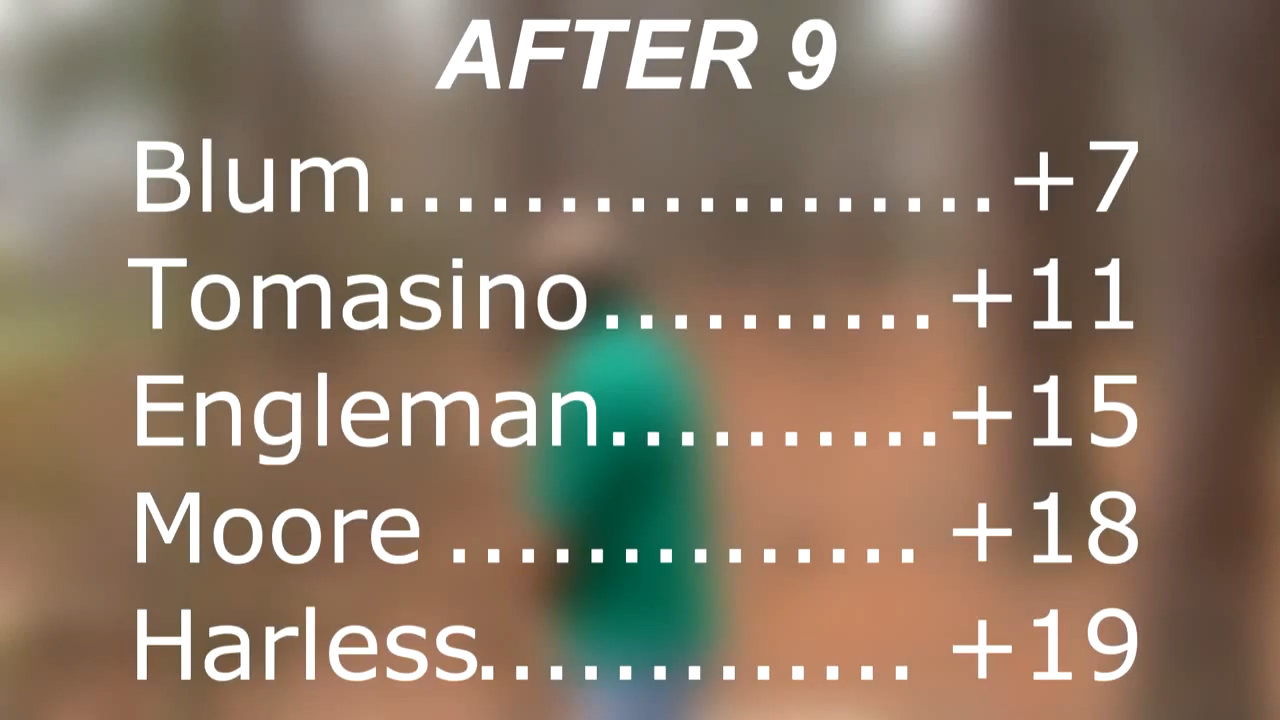 AFTER 9
Blum..................+7
Tomasino..........+11
Engleman..........+15
Moore .............. +18
Harless............. +19